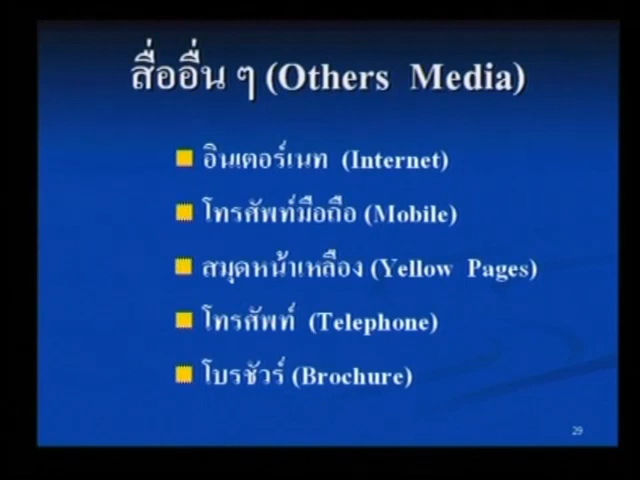 สื่ออื่น ๆ (Others Media)
อินเตอร์เนท (Internet)
โทรศัพท์มือถือ (Mobile)
สมุดหน้าเหลือง (Yellow Pages)
โทรศัพท์ (Telephone)
โบรชัวร์ (Brochure)
29